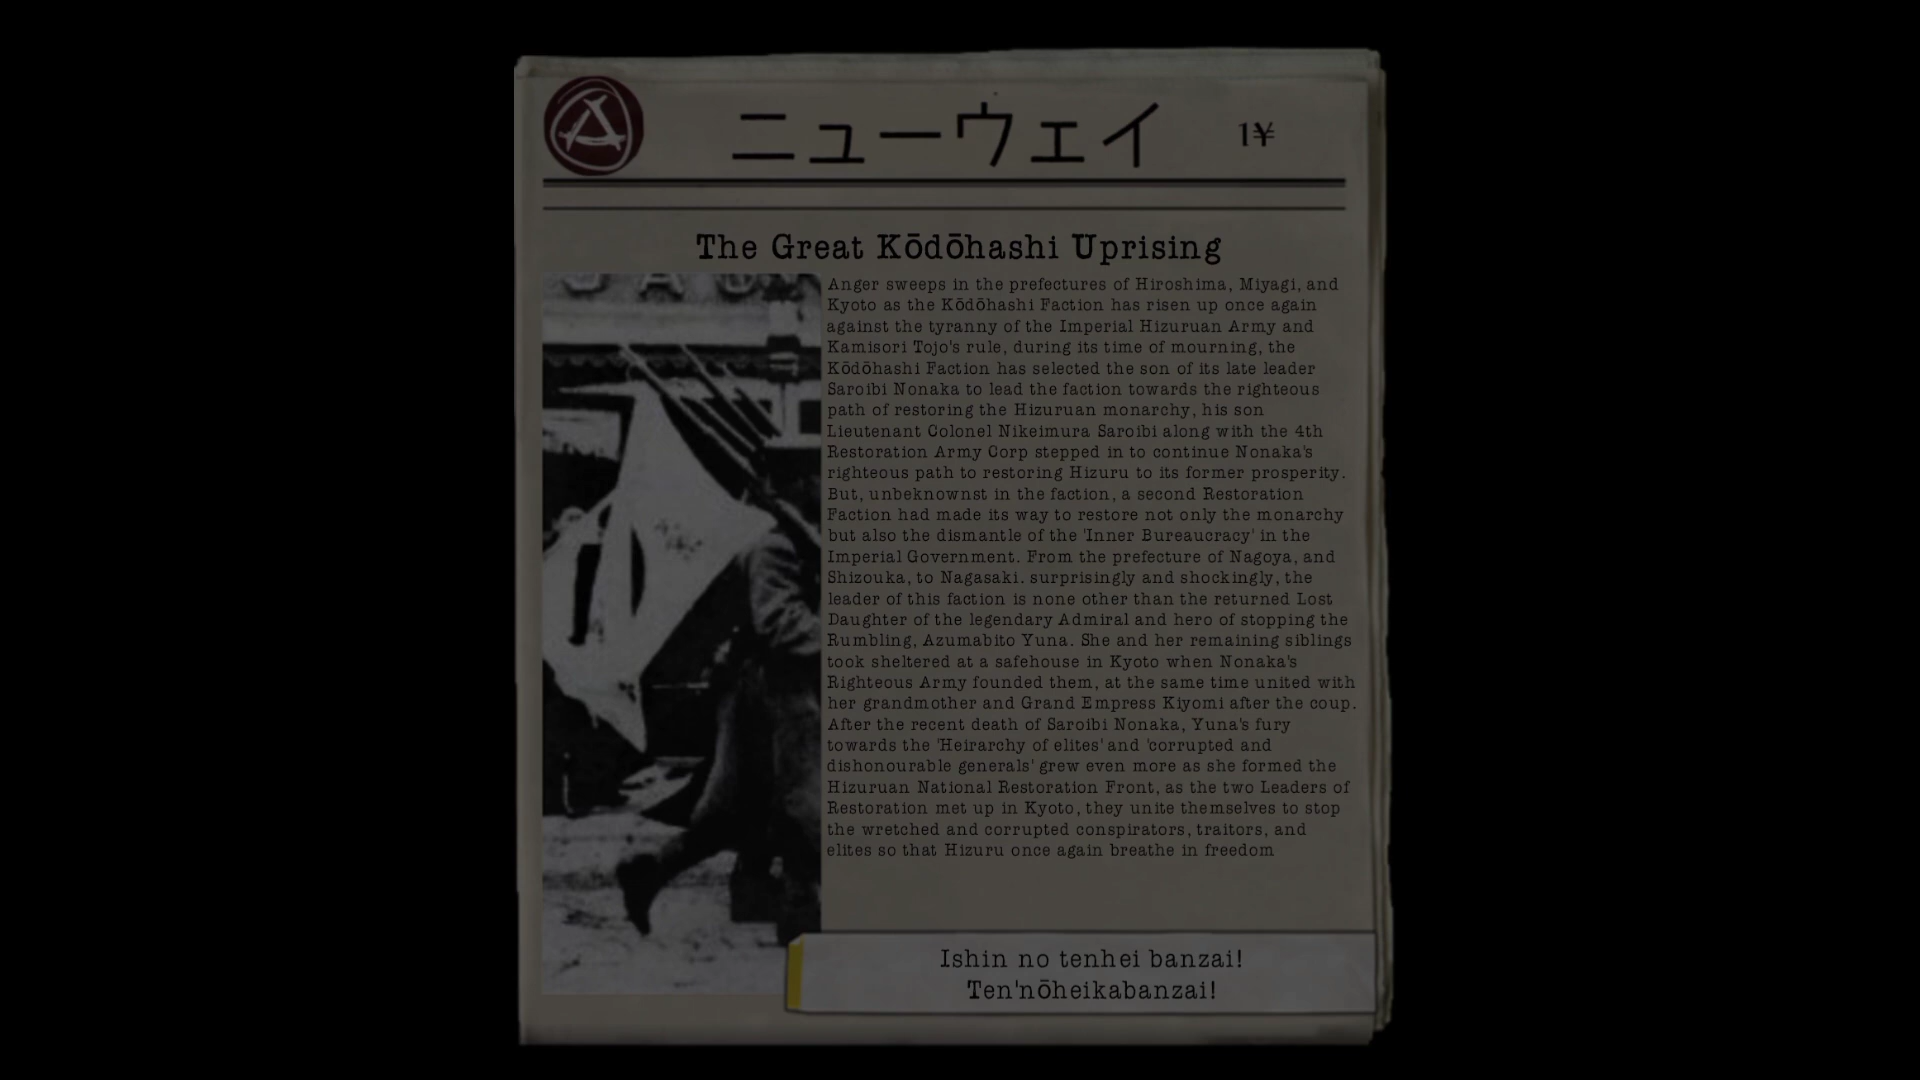 ニューウェイ
1¥
The Great Kōdōhashi Uprising
Anger sweeps in the prefectures of Hiroshima, Miyagi, and
Kyoto as the Kōdōhashi Faction has risen up once again
against the tyranny of the Imperial Hizuruan Army and
Kamisori Tojo's rule, during its time of mourning, the
Kōdōhashi Faction has selected the son of its late leader
Saroibi Nonaka to lead the faction towards the righteous
path of restoring the Hizuruan monarchy, his son
Lieutenant Colonel Nikeimura Saroibi along with the 4th
Restoration Army Corp stepped in to continue Nonaka's
righteous path to restoring Hizuru to its former prosperity.
But, unbeknownst in the faction, a second Restoration
Faction had made its way to restore not only the monarchy
but also the dismantle of the 'Inner Bureaucracy' in the
Imperial Government. From the prefecture of Nagoya, and
Shizouka, to Nagasaki. surprisingly and shockingly, the
leader of this faction is none other than the returned Lost
Daughter of the legendary Admiral and hero of stopping the
Rumbling, Azumabito Yuna. She and her remaining siblings
took sheltered at a safehouse in Kyoto when Nonaka's
Righteous Army founded them, at the same time united with
her grandmother and Grand Empress Kiyomi after the coup.
After the recent death of Saroibi Nonaka, Yuna's fury
towards the 'Heirarchy of elites' and 'corrupted and
dishonourable generals' grew even more as she formed the
Hizuruan National Restoration Front, as the two Leaders of
Restoration met up in Kyoto, they unite themselves to stop
the wretched and corrupted conspirators, traitors, and
elites so that Hizuru once again breathe in freedom
Ishin no tenhei banzai!
Ten'nōheikabanzai!